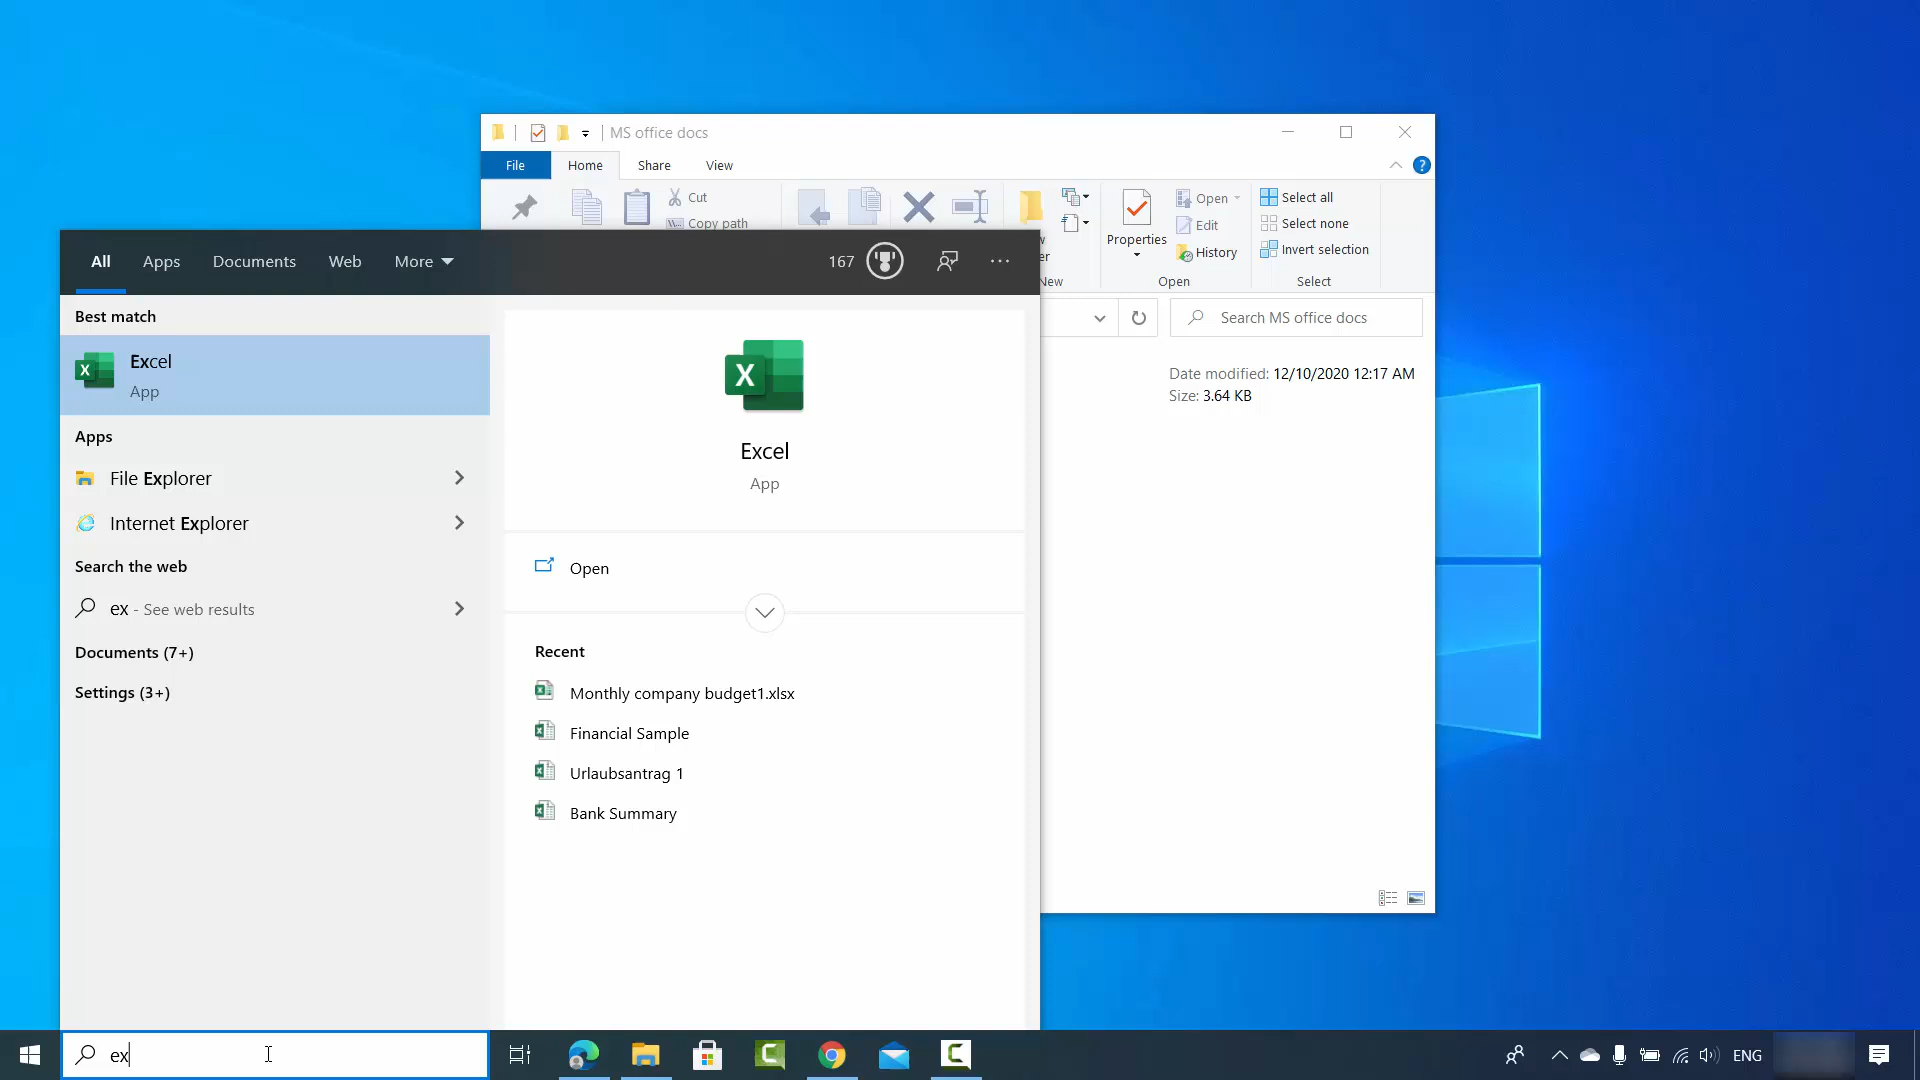 MS office docs
File Home Share View
Cut
Copy path
Properties
Open
Edit
History
Select all
Select none
Invert selection
New
Open
Select
Search MS office docs
Date modified: 12/10/2020 12:17 AM
Size: 3.64 KB
All Apps Documents Web More 167
Best match
Excel
App
Apps
File Explorer
Internet Explorer
Search the web
ex - See web results
Documents (7+)
Settings (3+)
Excel
App
Open
Recent
Monthly company budget1.xlsx
Financial Sample
Urlaubsantrag 1
Bank Summary
ex
ENG